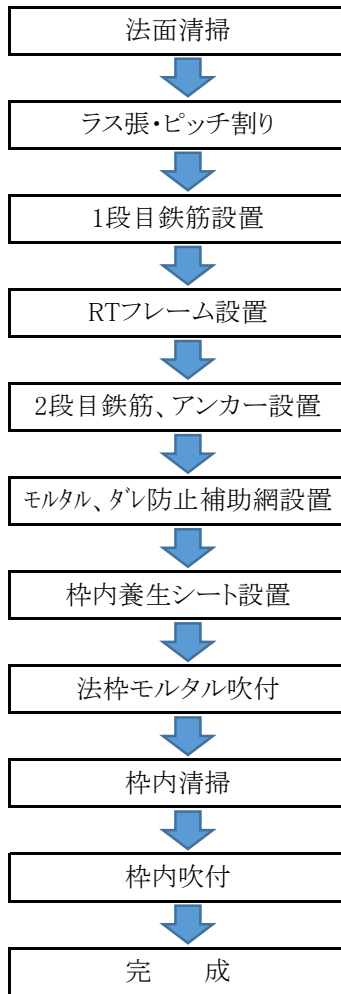 法面清掃
ラス張・ピッチ割り
1段目鉄筋設置
RTフレーム設置
2段目鉄筋、アンカー設置
ﾓﾙﾀﾙ、ﾀﾞﾚ防止補助網設置
枠内養生シート設置
法枠モルタル吹付
枠内清掃
枠内吹付
完　　成